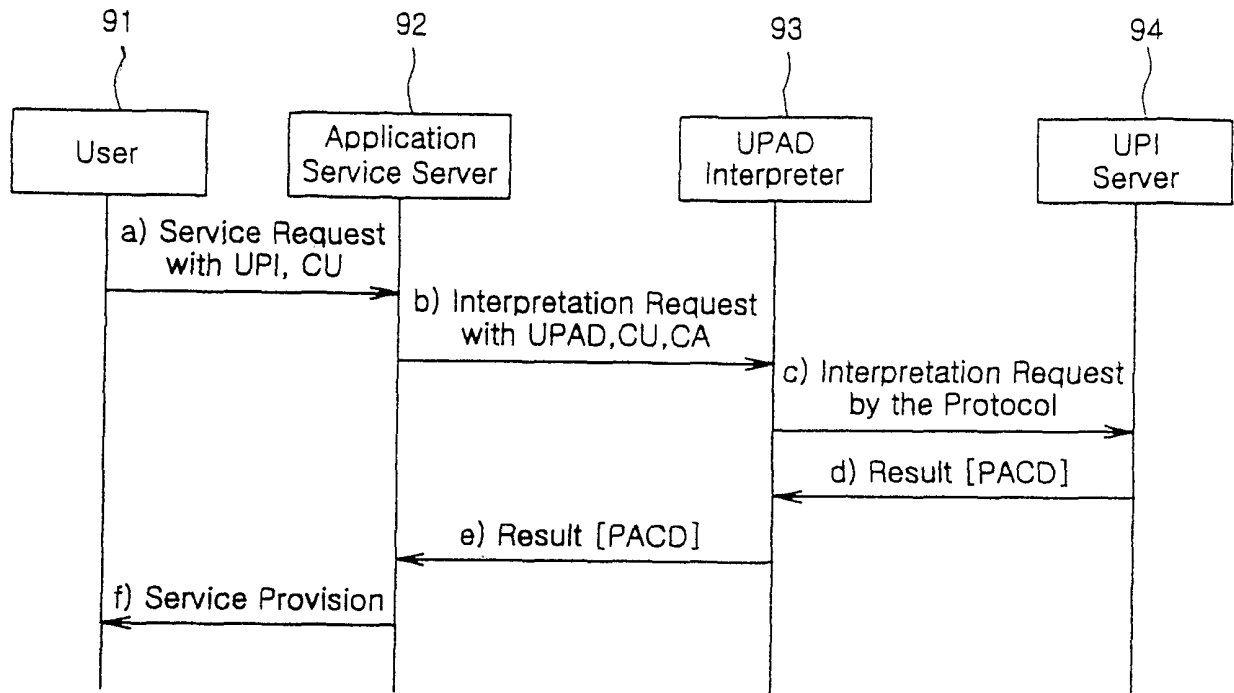 91
92
93
94
User
Application
Service Server
UPAD
Interpreter
UPI
Server
a) Service Request
with UPI, CU
b) Interpretation Request
with UPAD,CU,CA
c) Interpretation Request
by the Protocol
d) Result [PACD]
e) Result [PACD]
f) Service Provision